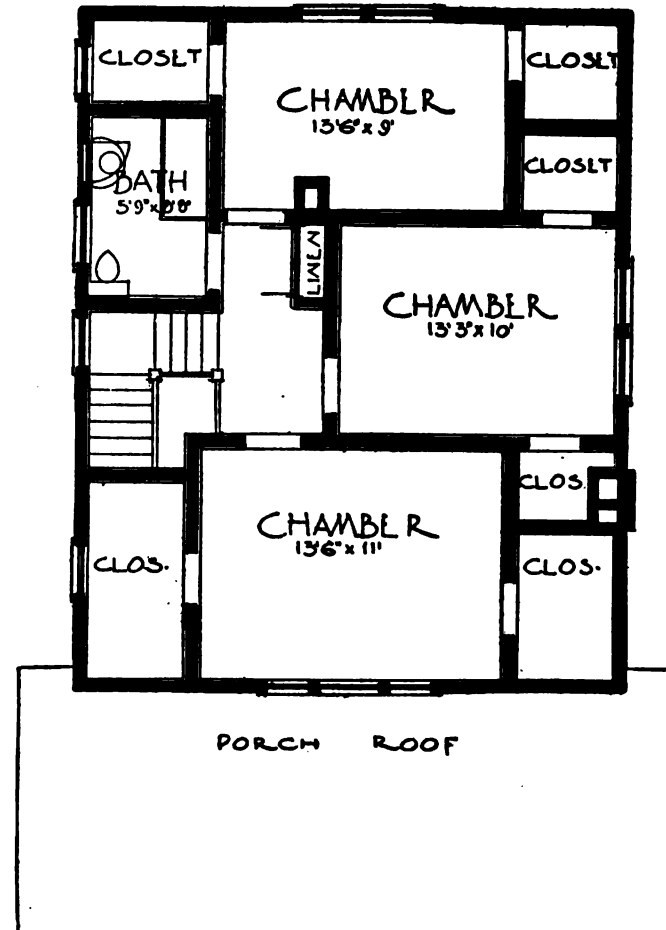 CLOSET
CHAMBER
13'6" x 9'
CLOSET
CLOSET
BATH
LINEN
CHAMBER
13'3" x 10'
CLOS.
CHAMBER
13'6" x 11'
CLOS.
CLOS.
PORCH ROOF